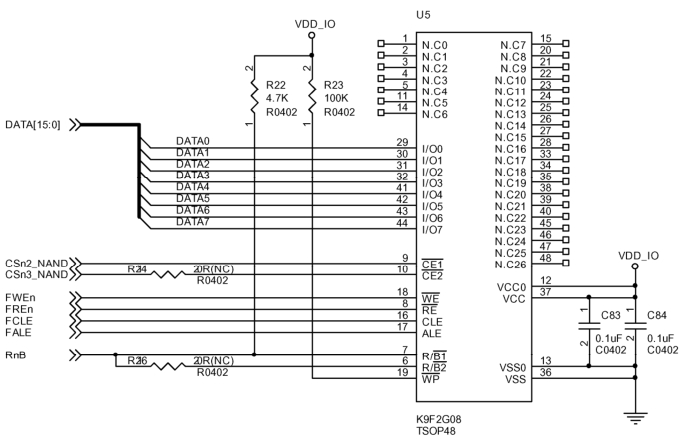 U5
VDD_IO
1 N.C0 N.C7 15
2 N.C1 N.C8 20
3 N.C2 N.C9 21
4 N.C3 N.C10 22
5 N.C4 N.C11 23
11 N.C5 N.C12 24
14 N.C6 N.C13 25
N.C14 26
N.C15 27
N.C16 28
N.C17 33
N.C18 34
N.C19 35
N.C20 38
N.C21 39
N.C22 40
N.C23 45
N.C24 46
N.C25 47
N.C26 48
2 R22 4.7K R0402 1
2 R23 100K R0402 1
DATA[15:0]
DATA0 29 I/O0
DATA1 30 I/O1
DATA2 31 I/O2
DATA3 32 I/O3
DATA4 41 I/O4
DATA5 42 I/O5
DATA6 43 I/O6
DATA7 44 I/O7
CSn2_NAND 9 CE1
CSn3_NAND R24 20R(NC) R0402 10 CE2
FWEn 18 WE
FREn 8 RE
FCLE 16 CLE
FALE 17 ALE
RnB 7 R/B1
R26 20R(NC) R0402 6 R/B2
19 WP
VDD_IO
VCC0 12
VCC 37
1 C83 0.1uF 2 C0402
1 C84 0.1uF 2 C0402
VSS0 13
VSS 36
K9F2G08
TSOP48